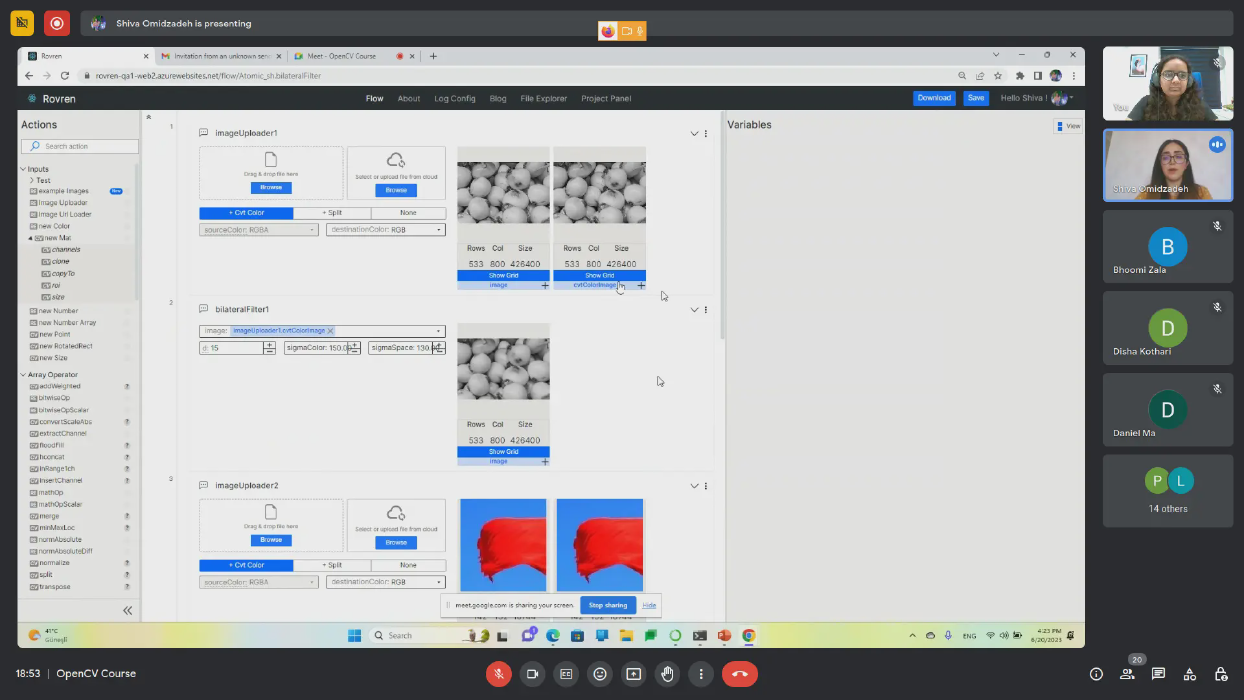 Shiva Omidzadeh is presenting
Rovren
Invitation from an unknown sen
Meet - OpenCV Course
rovren-qa1-web2.azurewebsites.net/flow/Atomic_sh.bilateralFilter
Rovren
Flow
About
Log Config
Blog
File Explorer
Project Panel
Download
Save
Hello Shiva !
Actions
Search action
Inputs
Test
example Images
New
Image Uploader
Image Url Loader
new Color
new Mat
channels
clone
copyTo
roi
size
new Number
new Number Array
new Point
new RotatedRect
new Size
Array Operator
addWeighted
bitwiseOp
bitwiseOpScalar
convertScaleAbs
extractChannel
floodFill
hconcat
inRange1ch
insertChannel
mathOp
mathOpScalar
merge
minMaxLoc
normAbsolute
normAbsoluteDiff
normalize
split
transpose
1
imageUploader1
Drag & drop file here
Browse
Select or upload file from cloud
Browse
+ Cvt Color
+ Split
None
sourceColor: RGBA
destinationColor: RGB
Rows Col Size
533 800 426400
Show Grid
image
+
Rows Col Size
533 800 426400
Show Grid
cvtColorImage
+
2
bilateralFilter1
image: imageUploader1.cvtColorImage
d: 15
sigmaColor: 150.0
sigmaSpace: 130.
Rows Col Size
533 800 426400
Show Grid
image
+
3
imageUploader2
Drag & drop file here
Browse
Select or upload file from cloud
Browse
+ Cvt Color
+ Split
None
sourceColor: RGBA
destinationColor: RGB
meet.google.com is sharing your screen.
Stop sharing
Hide
Variables
View
41°C
Güneşli
Search
ENG
4:23 PM
6/20/2023
You
Shiva Omidzadeh
B
Bhoomi Zala
D
Disha Kothari
D
Daniel Ma
P
L
14 others
18:53
OpenCV Course
20